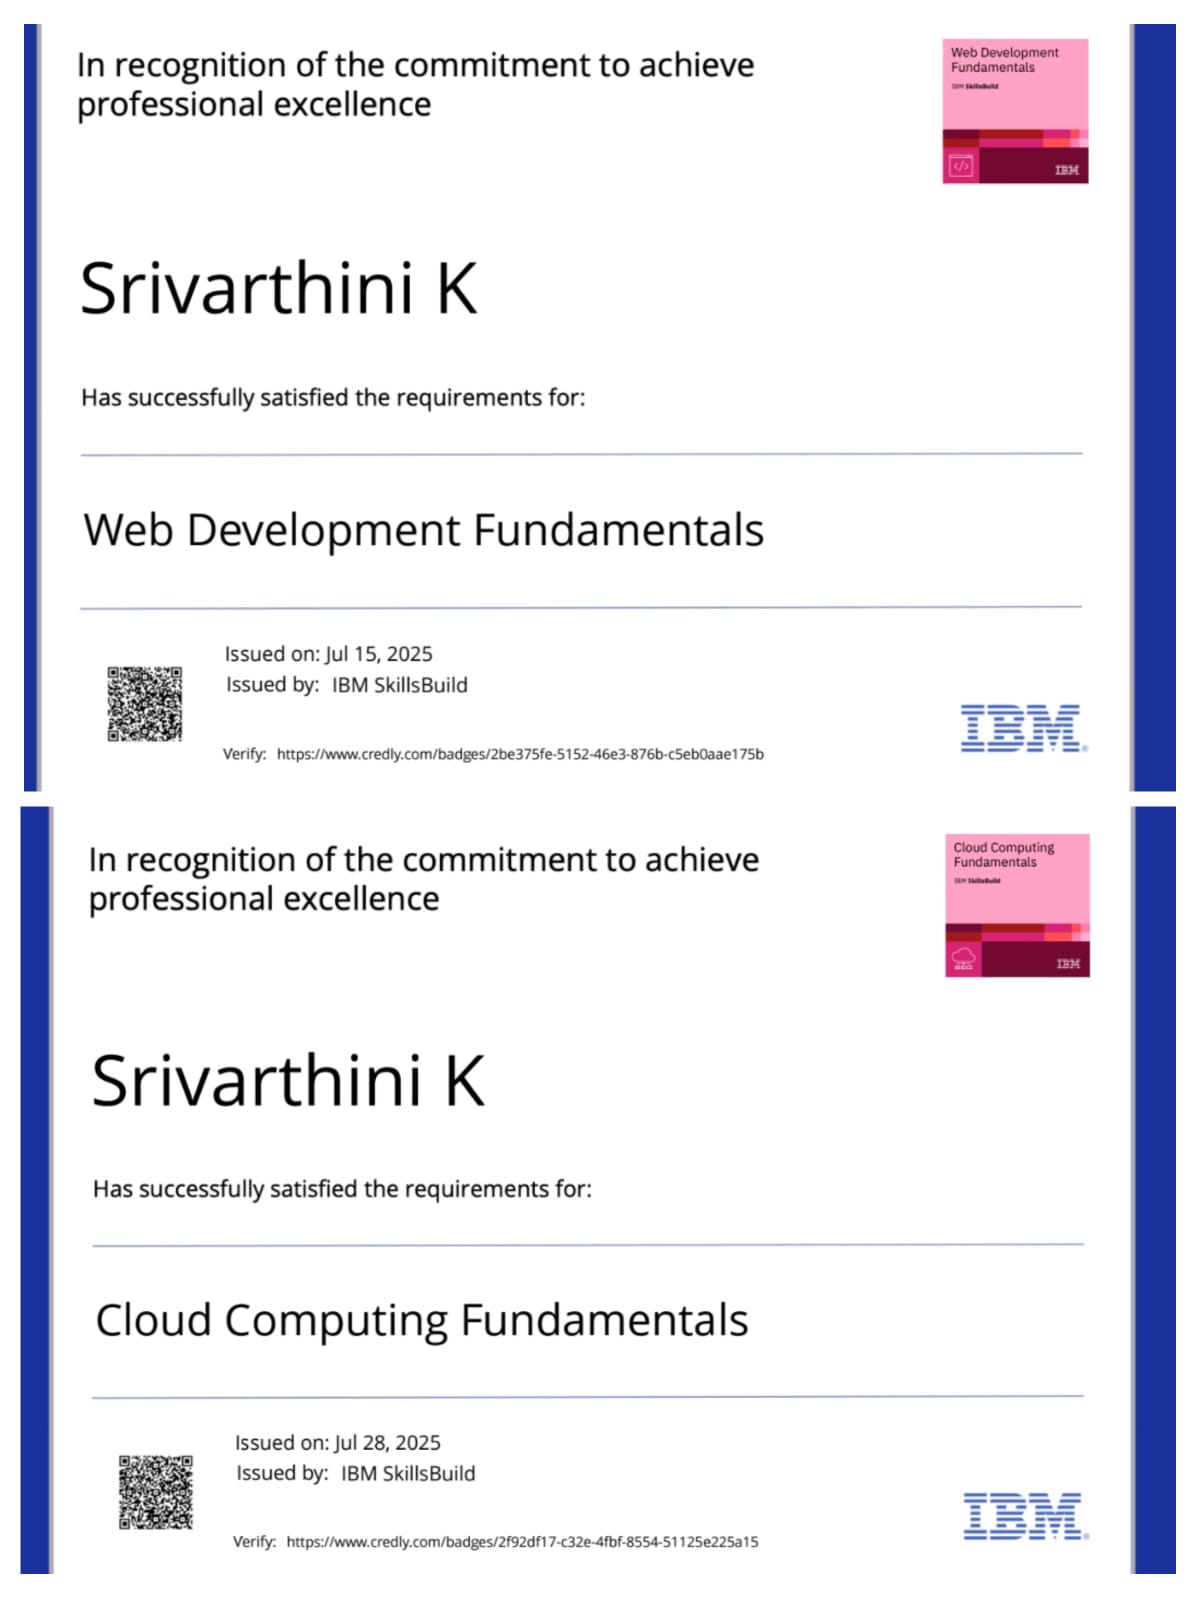 In recognition of the commitment to achieve
professional excellence
Web Development
Fundamentals
IBM SkillsBuild
</>
IBM
Srivarthini K
Has successfully satisfied the requirements for:
Web Development Fundamentals
Issued on: Jul 15, 2025
Issued by: IBM SkillsBuild
Verify: https://www.credly.com/badges/2be375fe-5152-46e3-876b-c5eb0aae175b
IBM®
In recognition of the commitment to achieve
professional excellence
Cloud Computing
Fundamentals
IBM SkillsBuild
IBM
Srivarthini K
Has successfully satisfied the requirements for:
Cloud Computing Fundamentals
Issued on: Jul 28, 2025
Issued by: IBM SkillsBuild
Verify: https://www.credly.com/badges/2f92df17-c32e-4fbf-8554-51125e225a15
IBM®